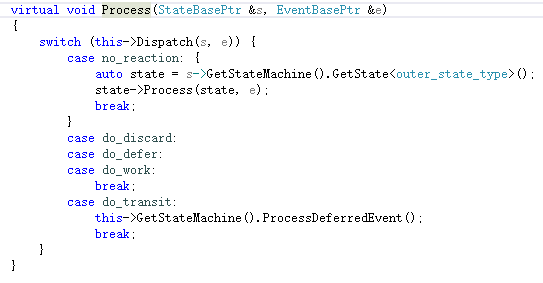 virtual void Process(StateBasePtr &s, EventBasePtr &e)
{
    switch (this->Dispatch(s, e)) {
        case no_reaction: {
            auto state = s->GetStateMachine().GetState<outer_state_type>();
            state->Process(state, e);
            break;
        }
        case do_discard:
        case do_defer:
        case do_work:
            break;
        case do_transit:
            this->GetStateMachine().ProcessDeferredEvent();
            break;
    }
}